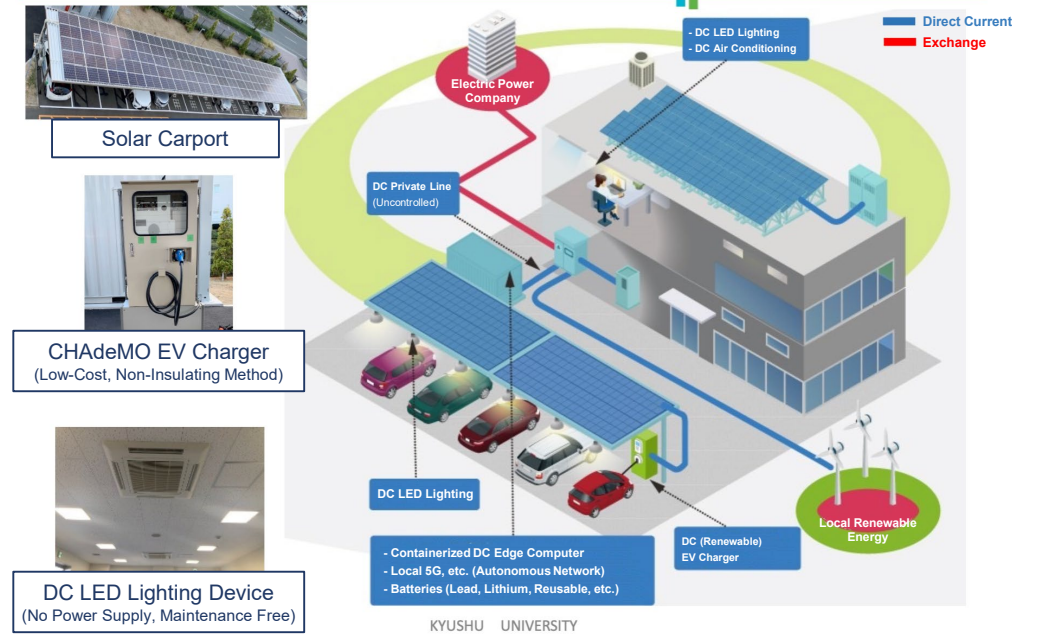 Direct Current
Exchange
- DC LED Lighting
- DC Air Conditioning
Electric Power
Company
Solar Carport
DC Private Line
(Uncontrolled)
CHAdeMO EV Charger
(Low-Cost, Non-Insulating Method)
DC LED Lighting
Local Renewable
Energy
DC (Renewable)
EV Charger
- Containerized DC Edge Computer
- Local 5G, etc. (Autonomous Network)
- Batteries (Lead, Lithium, Reusable, etc.)
DC LED Lighting Device
(No Power Supply, Maintenance Free)
KYUSHU UNIVERSITY